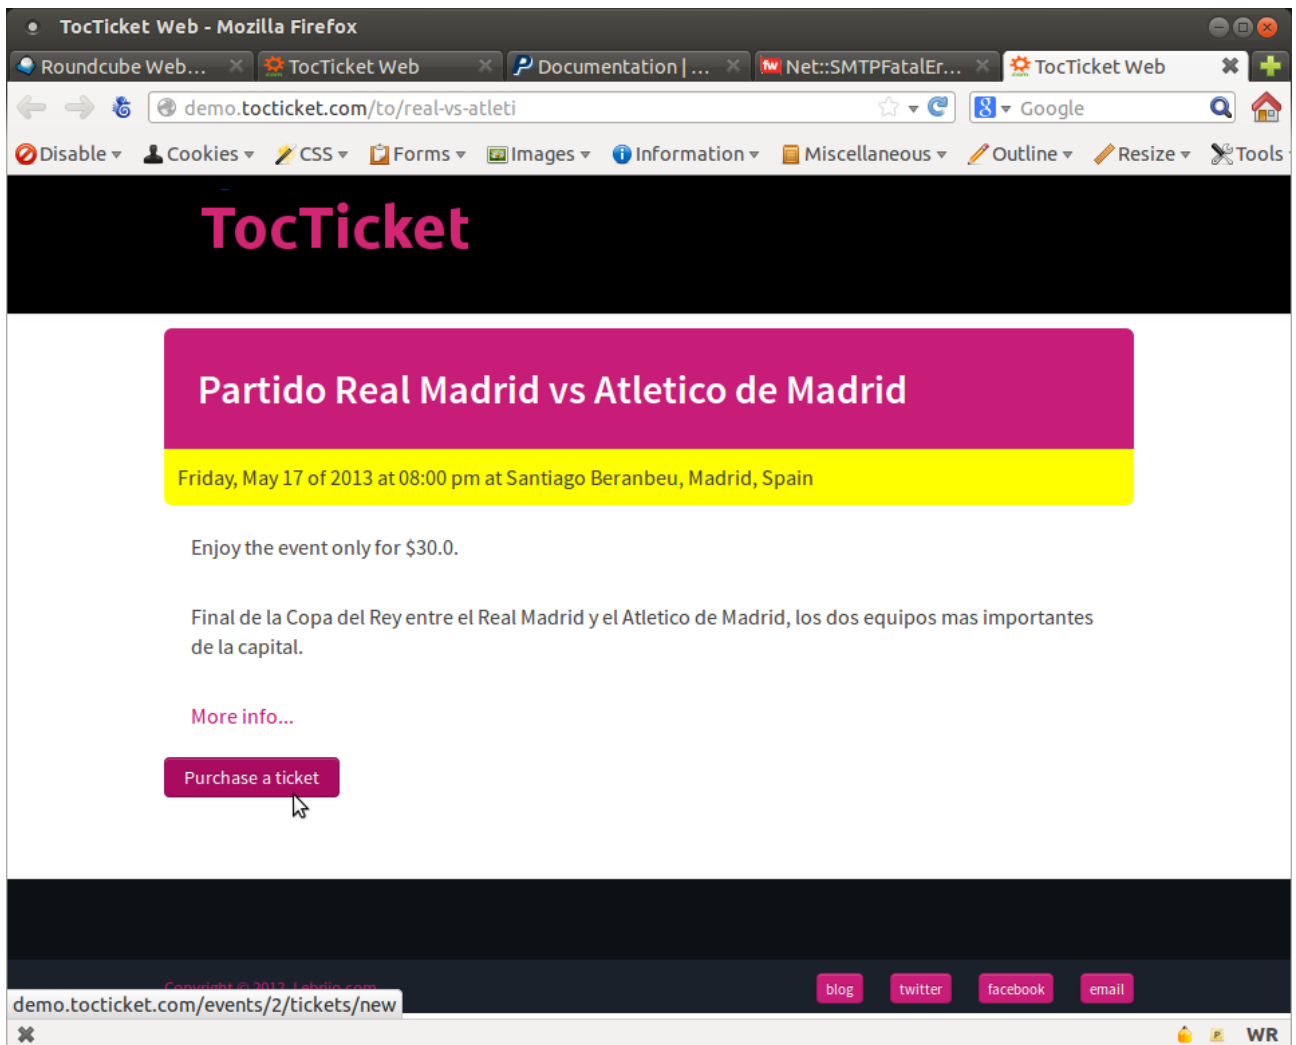 TocTicket Web - Mozilla Firefox
Roundcube Web... TocTicket Web Documentation | ... Net::SMTPFatalEr... TocTicket Web
demo.tocticket.com/to/real-vs-atleti Google
Disable Cookies CSS Forms Images Information Miscellaneous Outline Resize Tools
TocTicket
Partido Real Madrid vs Atletico de Madrid
Friday, May 17 of 2013 at 08:00 pm at Santiago Beranbeu, Madrid, Spain
Enjoy the event only for $30.0.
Final de la Copa del Rey entre el Real Madrid y el Atletico de Madrid, los dos equipos mas importantes
de la capital.
More info...
Purchase a ticket
Copyright © 2012 Lebrijo.com
blog twitter facebook email
demo.tocticket.com/events/2/tickets/new
WR